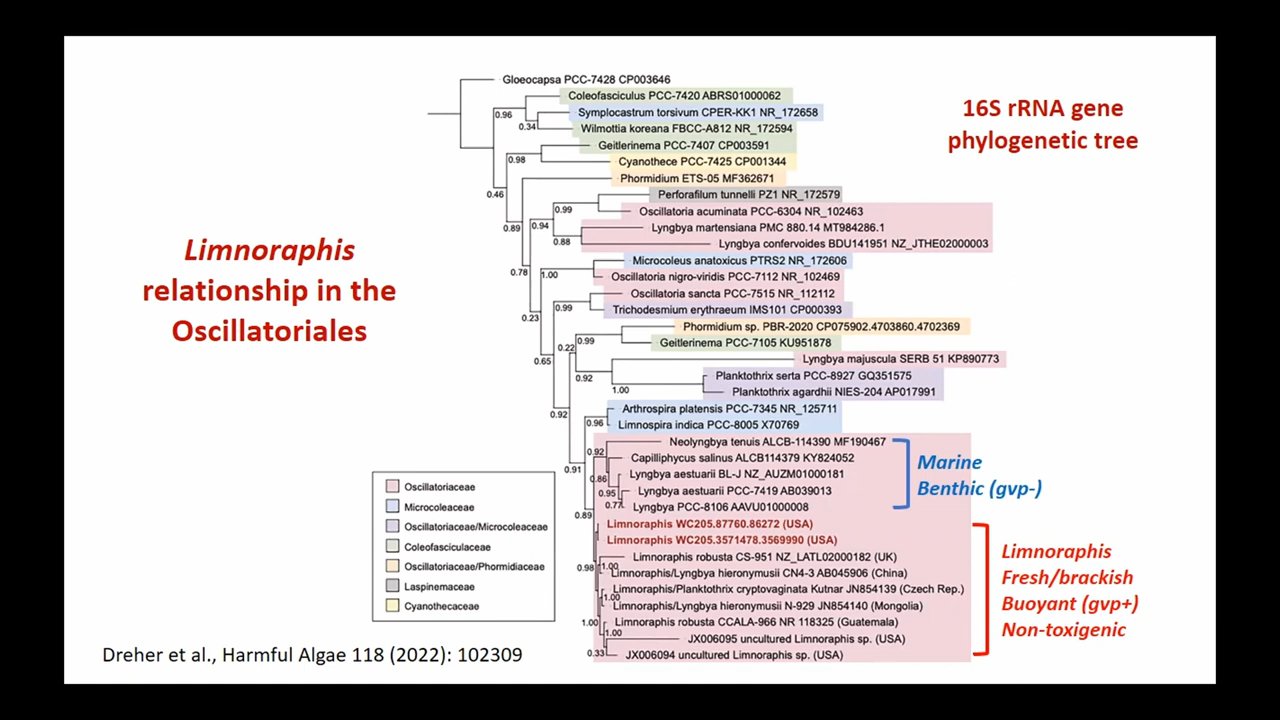 Limnoraphis
relationship in the
Oscillatoriales
16S rRNA gene
phylogenetic tree
Gloeocapsa PCC-7428 CP003646
Coleofasciculus PCC-7420 ABRS01000062
0.96
Symplocastrum torsivum CPER-KK1 NR_172658
0.34
Wilmottia koreana FBCC-A812 NR_172594
Geitlerinema PCC-7407 CP003591
0.98
Cyanothece PCC-7425 CP001344
Phormidium ETS-05 MF362671
0.46
Perforafilum tunnelli PZ1 NR_172579
0.99
Oscillatoria acuminata PCC-6304 NR_102463
0.89
0.94
Lyngbya martensiana PMC 880.14 MT984286.1
0.88
Lyngbya confervoides BDU141951 NZ_JTHE02000003
Microcoleus anatoxicus PTRS2 NR_172606
0.78
1.00
Oscillatoria nigro-viridis PCC-7112 NR_102469
Oscillatoria sancta PCC-7515 NR_112112
0.99
Trichodesmium erythraeum IMS101 CP000393
0.23
Phormidium sp. PBR-2020 CP075902.4703860.4702369
0.99
Geitlerinema PCC-7105 KU951878
0.22
0.65
Lyngbya majuscula SERB 51 KP890773
0.92
Planktothrix serta PCC-8927 GQ351575
1.00
Planktothrix agardhii NIES-204 AP017991
Arthrospira platensis PCC-7345 NR_125711
0.92
0.96
Limnospira indica PCC-8005 X70769
Neolyngbya tenuis ALCB-114390 MF190467
0.92
Capilliphycus salinus ALCB114379 KY824052
0.91
Lyngbya aestuarii BL-J NZ_AUZM01000181
0.86
Lyngbya aestuarii PCC-7419 AB039013
0.95
Lyngbya PCC-8106 AAVU01000008
0.77
0.89
Limnoraphis WC205.87760.86272 (USA)
Limnoraphis WC205.3571478.3569990 (USA)
Limnoraphis robusta CS-951 NZ_LATL02000182 (UK)
0.98
1.00
Limnoraphis/Lyngbya hieronymusii CN4-3 AB045906 (China)
Limnoraphis/Planktothrix cryptovaginata Kutnar JN854139 (Czech Rep.)
1.00
Limnoraphis/Lyngbya hieronymusii N-929 JN854140 (Mongolia)
1.00
Limnoraphis robusta CCALA-966 NR 118325 (Guatemala)
1.00
JX006095 uncultured Limnoraphis sp. (USA)
0.33
JX006094 uncultured Limnoraphis sp. (USA)
Marine
Benthic (gvp-)
Limnoraphis
Fresh/brackish
Buoyant (gvp+)
Non-toxigenic
Oscillatoriaceae
Microcoleaceae
Oscillatoriaceae/Microcoleaceae
Coleofasciculaceae
Oscillatoriaceae/Phormidiaceae
Laspinemaceae
Cyanothecaceae
Dreher et al., Harmful Algae 118 (2022): 102309